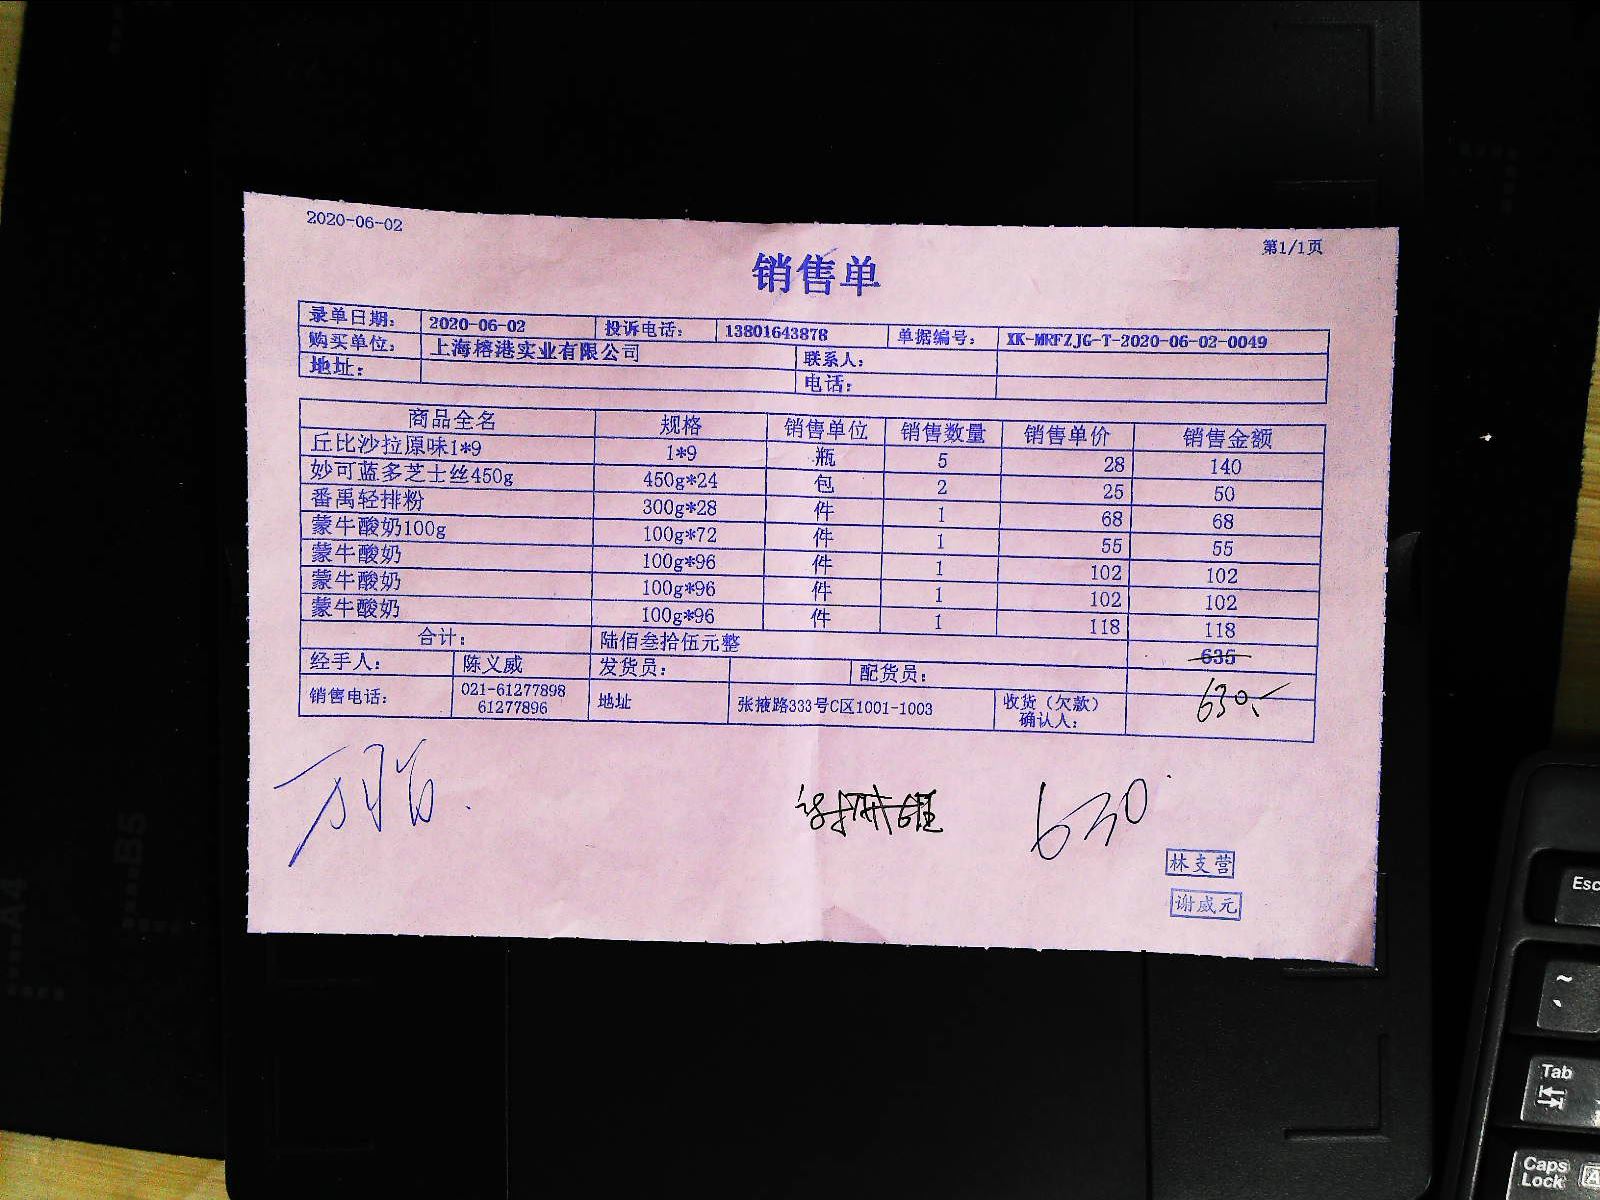 2020-06-02
第1/1页
销售单
录单日期: 2020-06-02 投诉电话: 13801643878 单据编号: XK-MRFZJG-T-2020-06-02-0049
购买单位: 上海榕港实业有限公司 联系人:
地址: 电话:
商品全名 规格 销售单位 销售数量 销售单价 销售金额
丘比沙拉原味1*9 1*9 瓶 5 28 140
妙可蓝多芝士丝450g 450g*24 包 2 25 50
番禹轻排粉 300g*28 件 1 68 68
蒙牛酸奶100g 100g*72 件 1 55 55
蒙牛酸奶 100g*96 件 1 102 102
蒙牛酸奶 100g*96 件 1 102 102
蒙牛酸奶 100g*96 件 1 118 118
合计: 陆佰叁拾伍元整 635
经手人: 陈义威 发货员: 配货员:
销售电话: 021-61277898 61277896 地址 张掖路333号C区1001-1003 收货(欠款)确认人: 630.
630
林支营
谢威元
A4
B5
Esc
~
Tab
Caps Lock